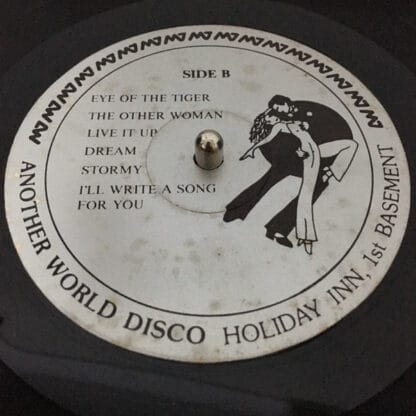 SIDE B
EYE OF THE TIGER
THE OTHER WOMAN
LIVE IT UP
DREAM
STORMY
I'LL WRITE A SONG
FOR YOU
ANOTHER WORLD DISCO HOLIDAY INN, 1st BASEMENT